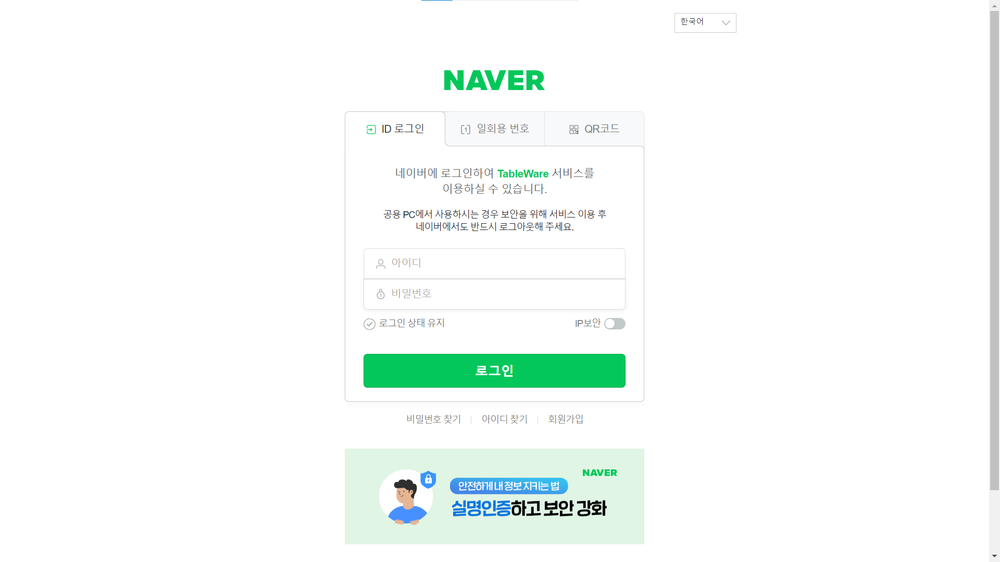 한국어
NAVER
ID 로그인
일회용 번호
QR코드
네이버에 로그인하여 TableWare 서비스를
이용하실 수 있습니다.
공용 PC에서 사용하시는 경우 보안을 위해 서비스 이용 후
네이버에서도 반드시 로그아웃해 주세요.
아이디
비밀번호
로그인 상태 유지
IP보안
로그인
비밀번호 찾기
아이디 찾기
회원가입
NAVER
안전하게 내 정보 지키는 법
실명인증하고 보안 강화